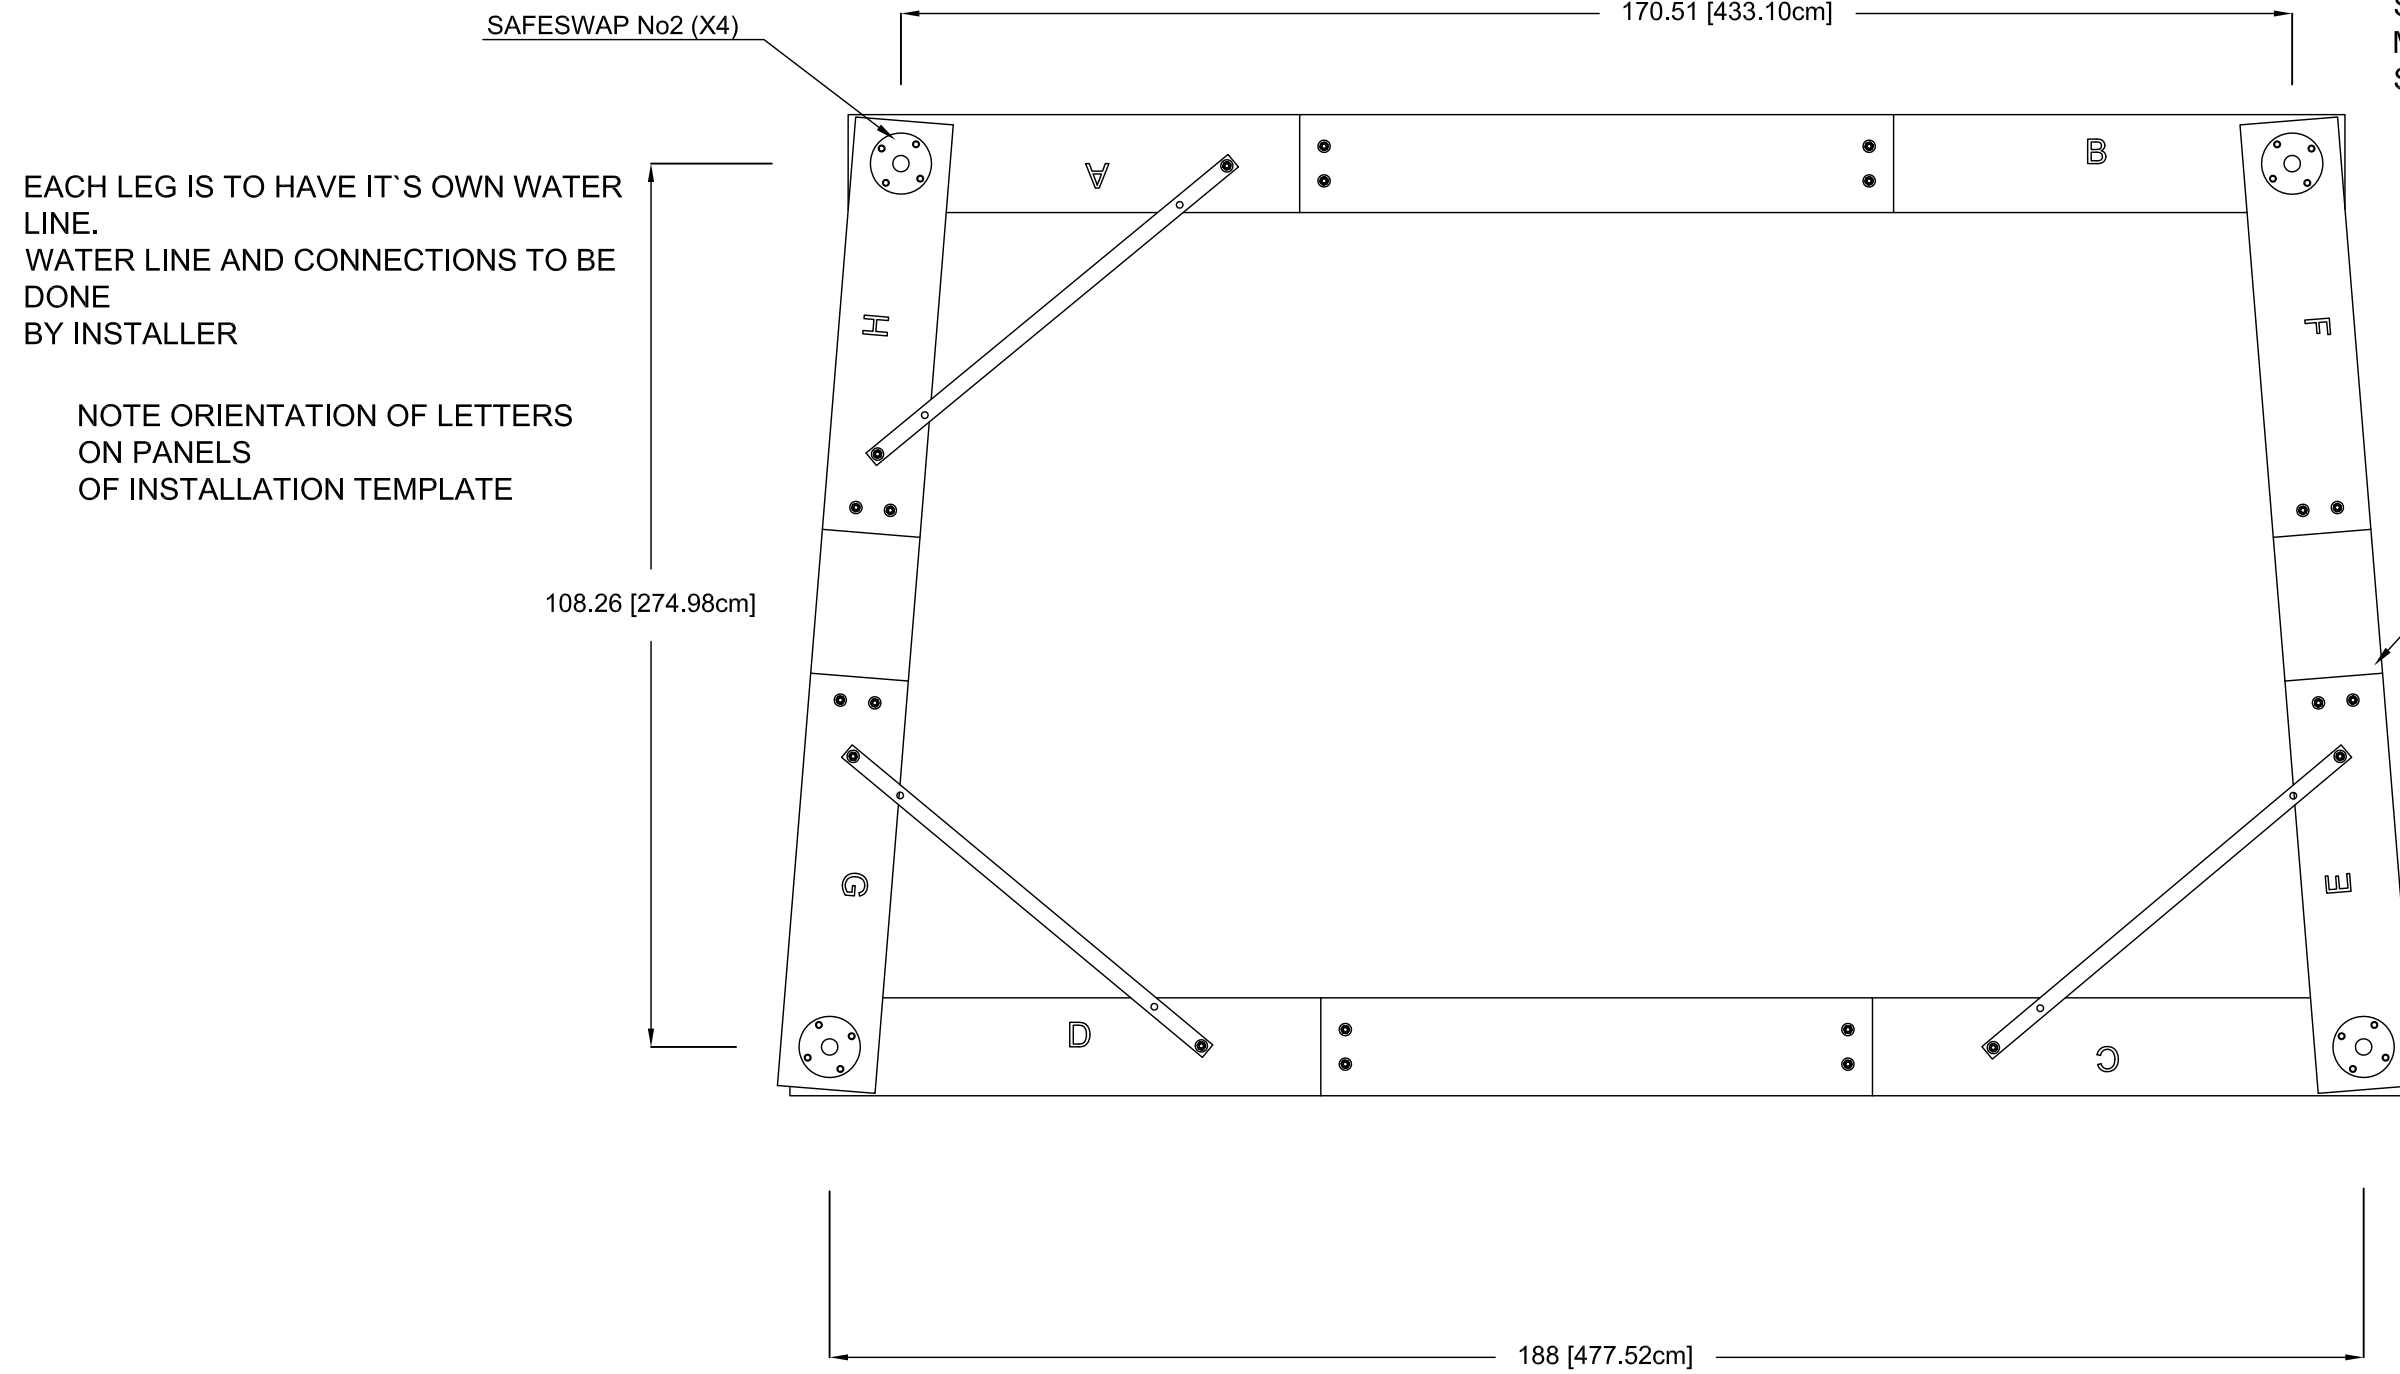 SAFESWAP No2 (X4)
170.51 [433.10cm]
EACH LEG IS TO HAVE IT`S OWN WATER
LINE.
WATER LINE AND CONNECTIONS TO BE
DONE
BY INSTALLER
NOTE ORIENTATION OF LETTERS
ON PANELS
OF INSTALLATION TEMPLATE
A
B
H
F
108.26 [274.98cm]
G
E
D
C
188 [477.52cm]